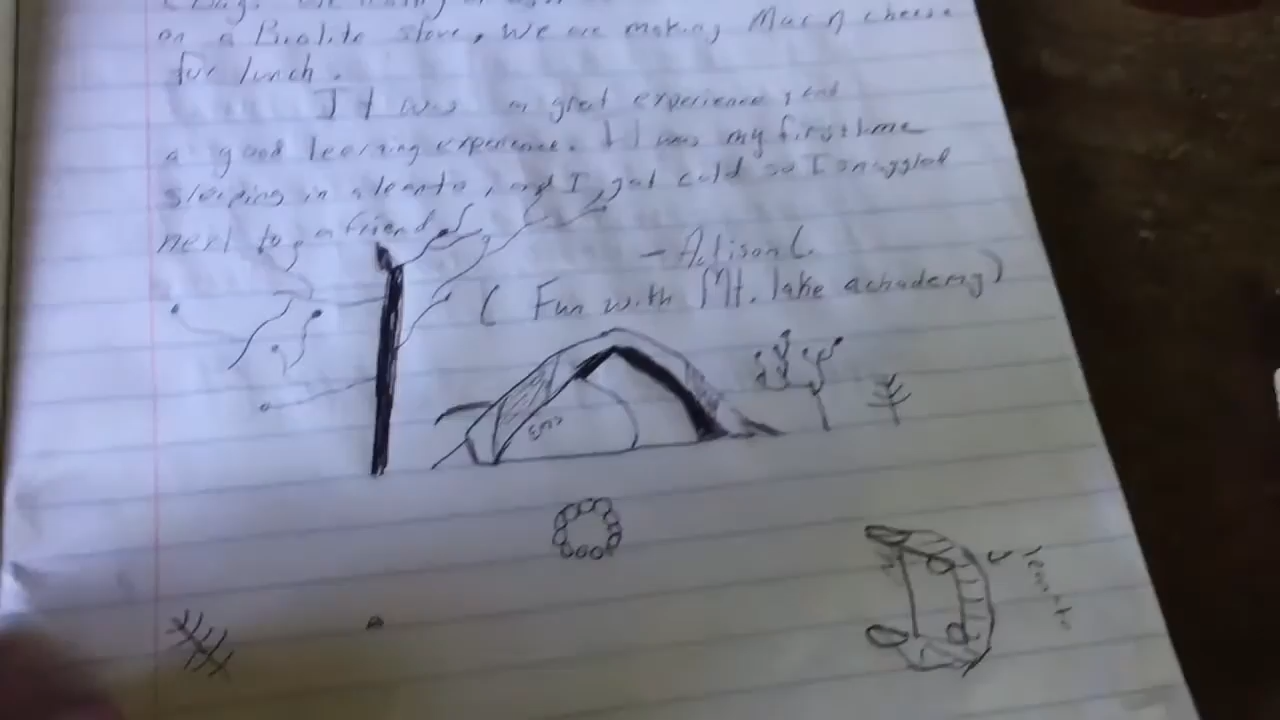 on a Biolite stove, We are making Mac n cheese
for lunch.
It was a great experience, and
a good learning experience. It was my first time
sleeping in a leanto, and I got cold so I snuggled
next to a friend
- Alison C.
( Fun with Mt. lake achademy)
leanto